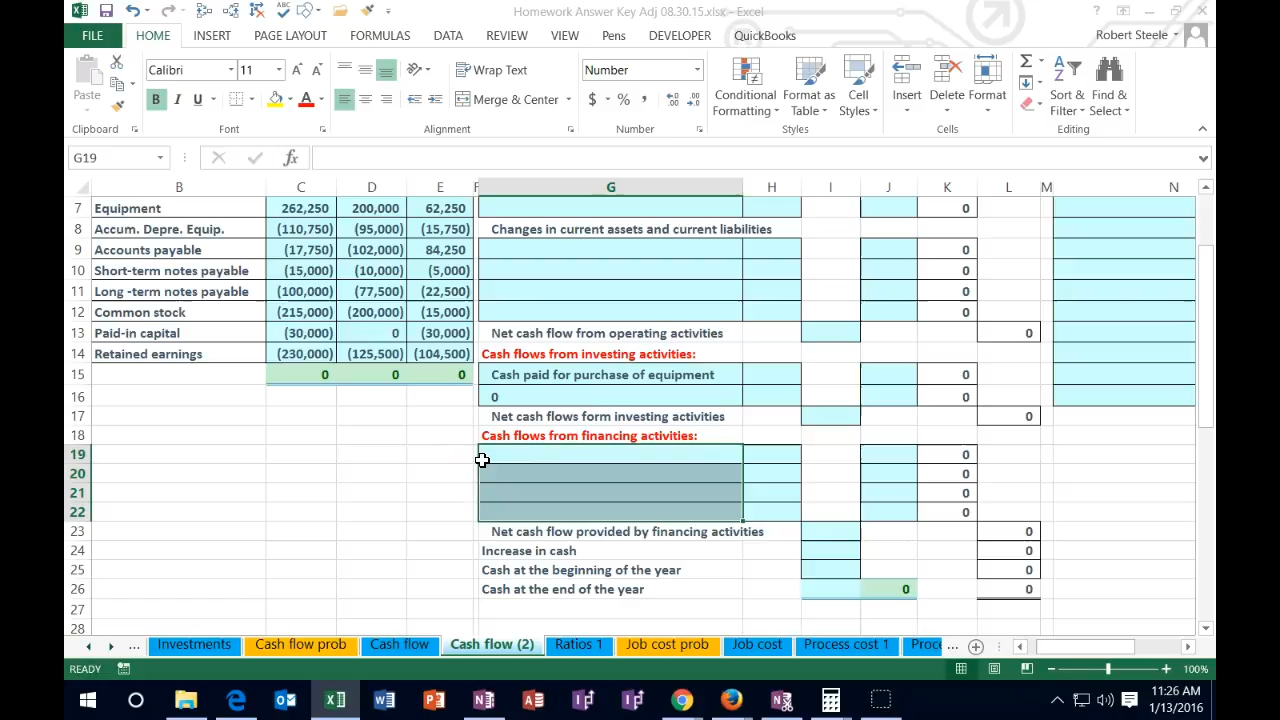 Homework Answer Key Adj 08.30.15.xlsx - Excel
FILE HOME INSERT PAGE LAYOUT FORMULAS DATA REVIEW VIEW Pens DEVELOPER QuickBooks Robert Steele
Paste
Calibri 11
Wrap Text
Merge & Center
Number
Conditional Formatting
Format as Table
Cell Styles
Insert Delete Format
Sort & Filter
Find & Select
Clipboard Font Alignment Number Styles Cells Editing
G19
B C D E F G H I J K L M N
7 Equipment 262,250 200,000 62,250 0
8 Accum. Depre. Equip. (110,750) (95,000) (15,750) Changes in current assets and current liabilities
9 Accounts payable (17,750) (102,000) 84,250 0
10 Short-term notes payable (15,000) (10,000) (5,000) 0
11 Long -term notes payable (100,000) (77,500) (22,500) 0
12 Common stock (215,000) (200,000) (15,000) 0
13 Paid-in capital (30,000) 0 (30,000) Net cash flow from operating activities 0
14 Retained earnings (230,000) (125,500) (104,500) Cash flows from investing activities:
15 0 0 0 Cash paid for purchase of equipment 0
16 0 0
17 Net cash flows form investing activities 0
18 Cash flows from financing activities:
19 0
20 0
21 0
22 0
23 Net cash flow provided by financing activities 0
24 Increase in cash 0
25 Cash at the beginning of the year 0
26 Cash at the end of the year 0 0
27
28
... Investments Cash flow prob Cash flow Cash flow (2) Ratios 1 Job cost prob Job cost Process cost 1 Proce ...
READY 100%
11:26 AM
1/13/2016